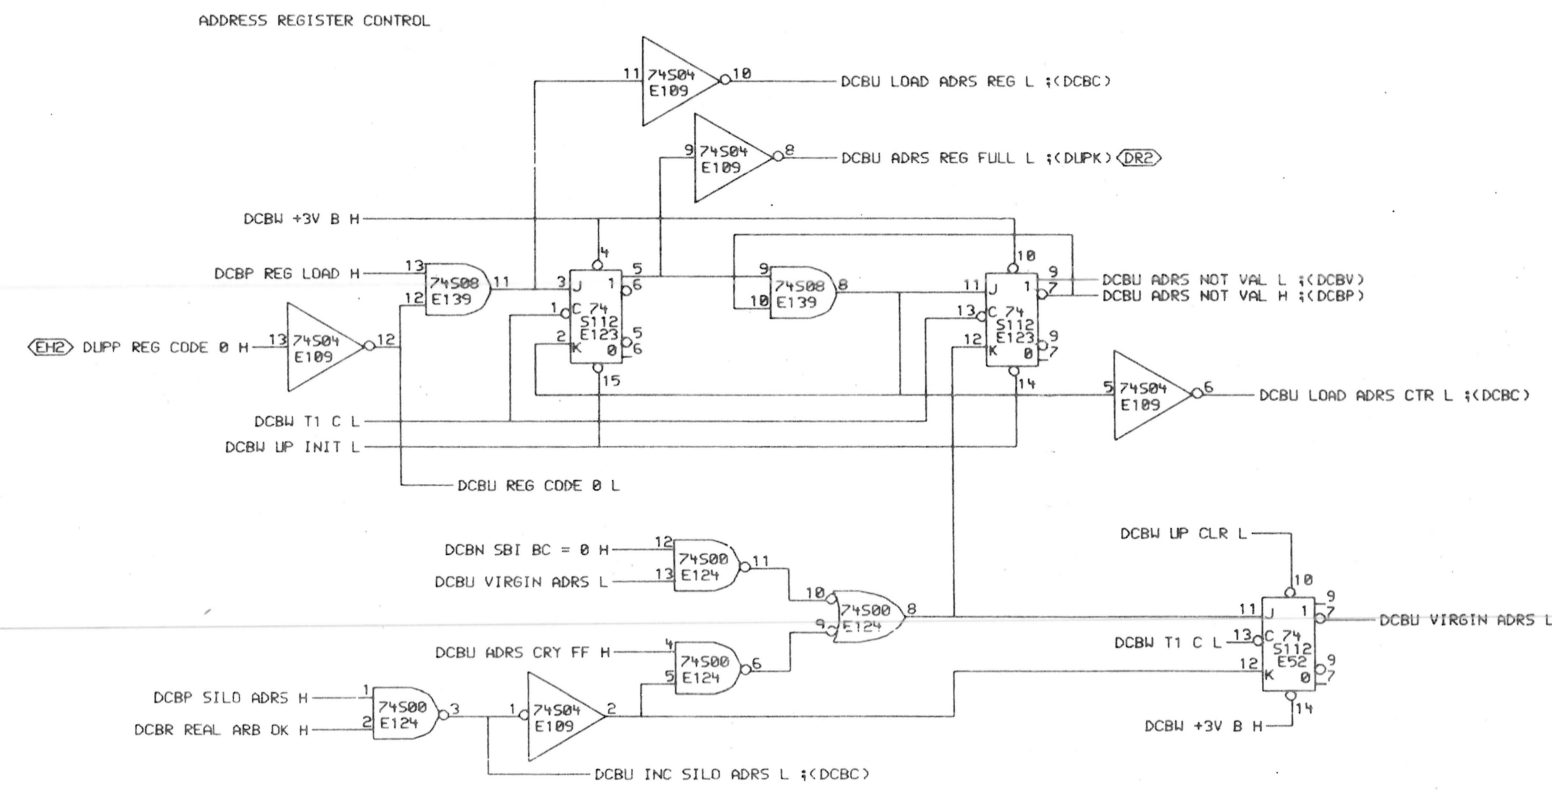 ADDRESS REGISTER CONTROL
11 74S04 10 DCBU LOAD ADRS REG L ;(DCBC)
E109
9 74S04 8 DCBU ADRS REG FULL L ;(DUPK) DR2
E109
DCBW +3V B H
4
10
DCBP REG LOAD H 13
74S08 11
12 E139
3 J 1 5
6
1 C 74
S112
E123 5
2 K 0 6
15
9
74S08 8
10 E139
11 J 1 9 DCBU ADRS NOT VAL L ;(DCBV)
7 DCBU ADRS NOT VAL H ;(DCBP)
13 C 74
S112
E123 9
12 K 0 7
14
EH2 DUPP REG CODE 0 H 13 74S04 12
E109
5 74S04 6 DCBU LOAD ADRS CTR L ;(DCBC)
E109
DCBW T1 C L
DCBW UP INIT L
DCBU REG CODE 0 L
DCBN SBI BC = 0 H 12
74S00 11
DCBU VIRGIN ADRS L 13 E124
10
74S00 8
9 E124
DCBU ADRS CRY FF H 4
74S00 6
5 E124
DCBW UP CLR L
10
11 J 1 9
7 DCBU VIRGIN ADRS L
DCBW T1 C L 13 C 74
S112
E52 9
12 K 0 7
14
DCBW +3V B H
DCBP SILO ADRS H 1
74S00 3
DCBR REAL ARB OK H 2 E124
1 74S04 2
E109
DCBU INC SILO ADRS L ;(DCBC)